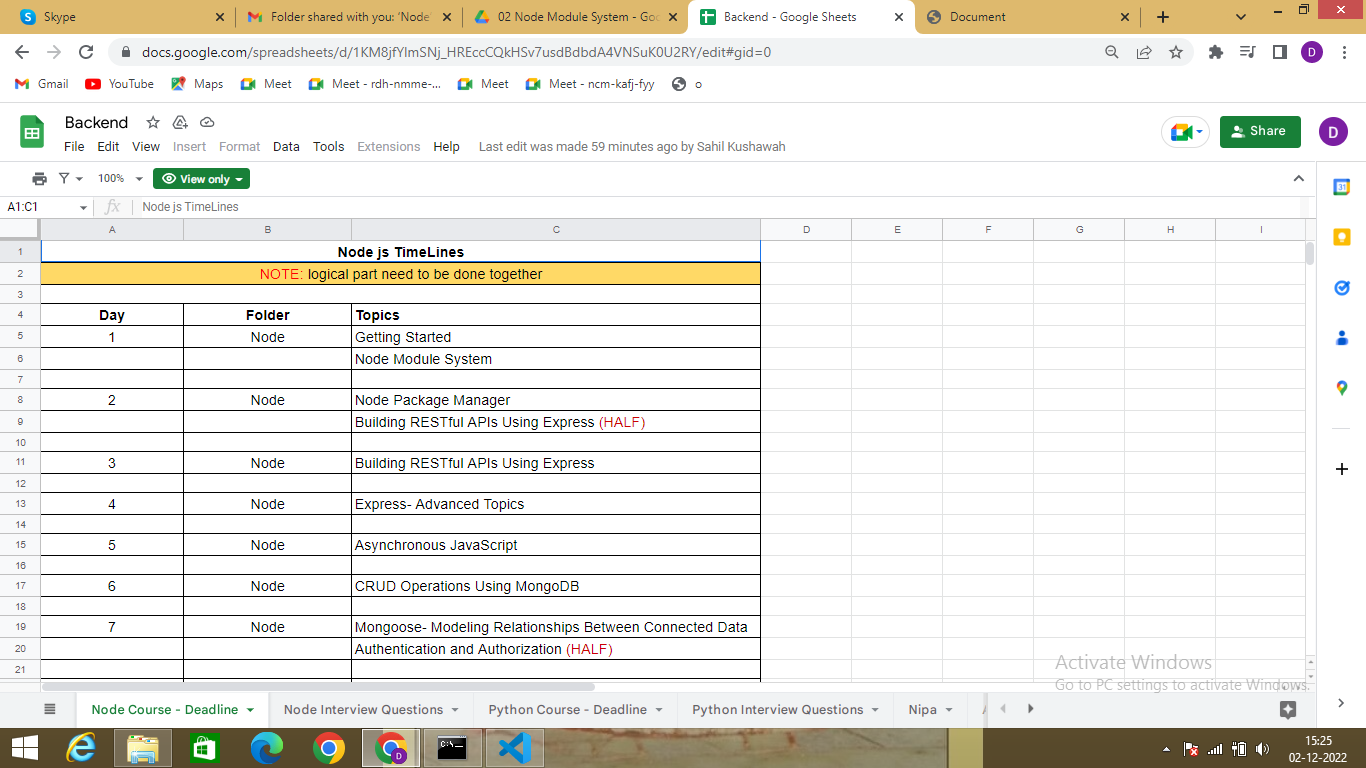 Skype
Folder shared with you: 'Node'
02 Node Module System - Goo
Backend - Google Sheets
Document
docs.google.com/spreadsheets/d/1KM8jfYlmSNj_HREccCQkHSv7usdBdbdA4VNSuK0U2RY/edit#gid=0
D
Gmail YouTube Maps Meet Meet - rdh-nmme-... Meet Meet - ncm-kafj-fyy o
Backend
Share
D
File Edit View Insert Format Data Tools Extensions Help Last edit was made 59 minutes ago by Sahil Kushawah
100% View only
31
A1:C1 fx Node js TimeLines
A B C D E F G H I
1 Node js TimeLines
2 NOTE: logical part need to be done together
3
4 Day Folder Topics
5 1 Node Getting Started
6 Node Module System
7
8 2 Node Node Package Manager
9 Building RESTful APIs Using Express (HALF)
10
11 3 Node Building RESTful APIs Using Express
12
13 4 Node Express- Advanced Topics
14
15 5 Node Asynchronous JavaScript
16
17 6 Node CRUD Operations Using MongoDB
18
19 7 Node Mongoose- Modeling Relationships Between Connected Data
20 Authentication and Authorization (HALF)
21
Activate Windows
Go to PC settings to activate Windows.
Node Course - Deadline Node Interview Questions Python Course - Deadline Python Interview Questions Nipa
C:\
D
15:25
02-12-2022